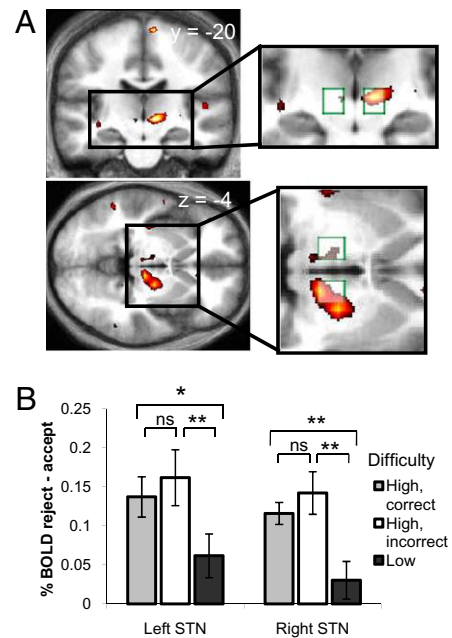 A
y = -20
z = -4
B
% BOLD reject - accept
0.25
0.2
0.15
0.1
0.05
0
*
ns
**
**
ns
**
Difficulty
High, correct
High, incorrect
Low
Left STN
Right STN